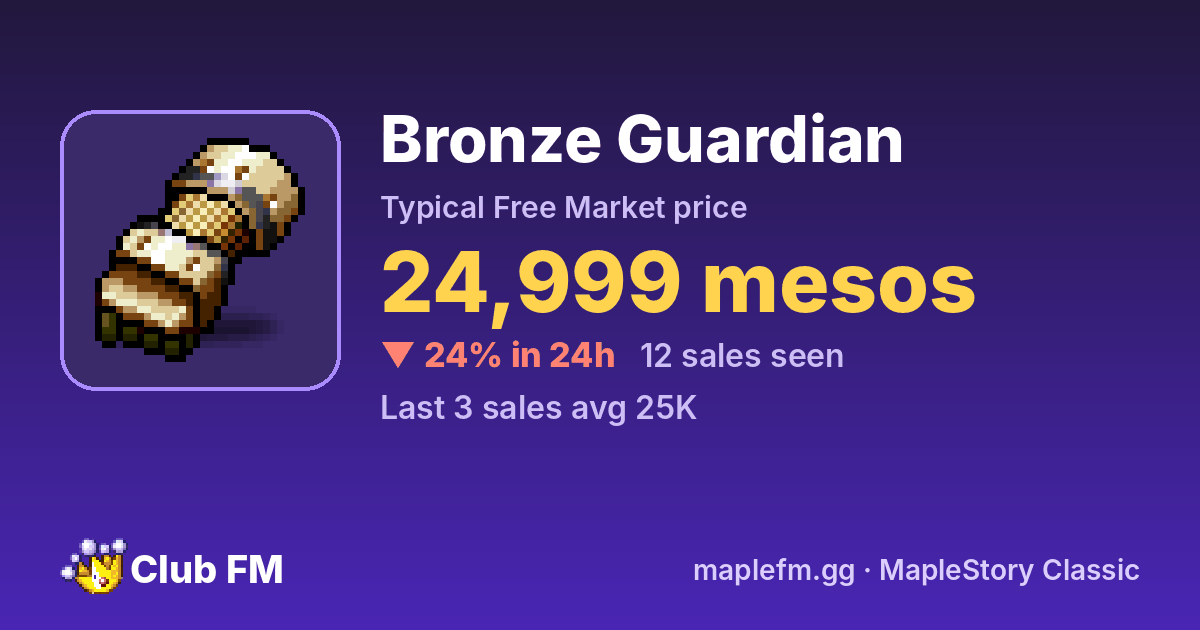 Bronze Guardian
Typical Free Market price
24,999 mesos
▼ 24% in 24h 12 sales seen
Last 3 sales avg 25K
Club FM
maplefm.gg · MapleStory Classic